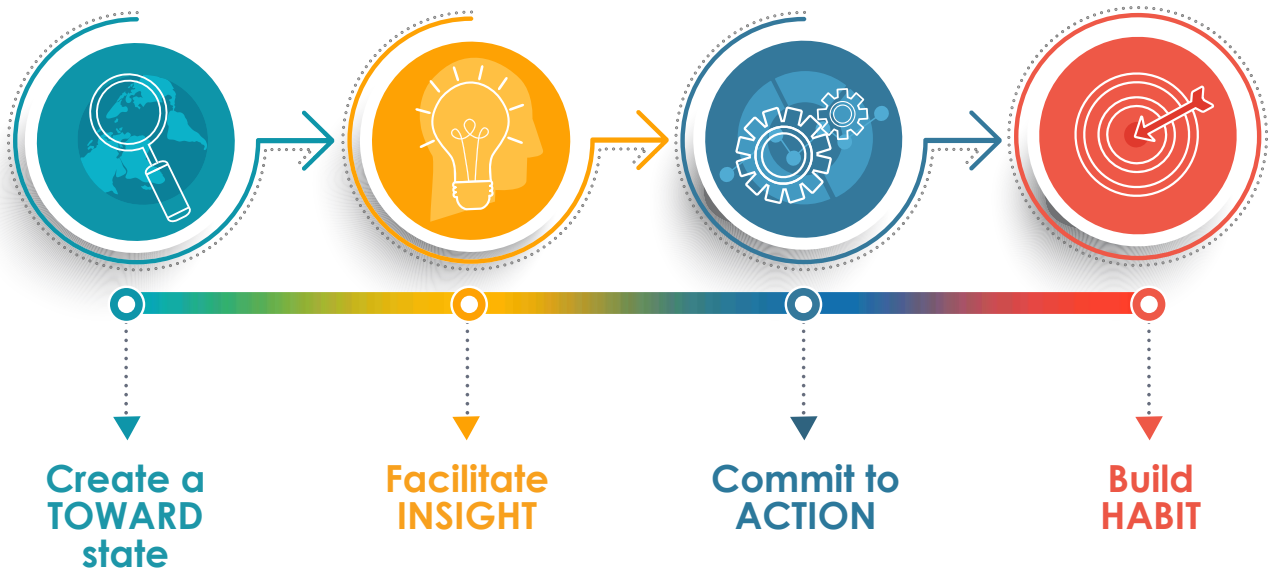 Create a
TOWARD
state
Facilitate
INSIGHT
Commit to
ACTION
Build
HABIT